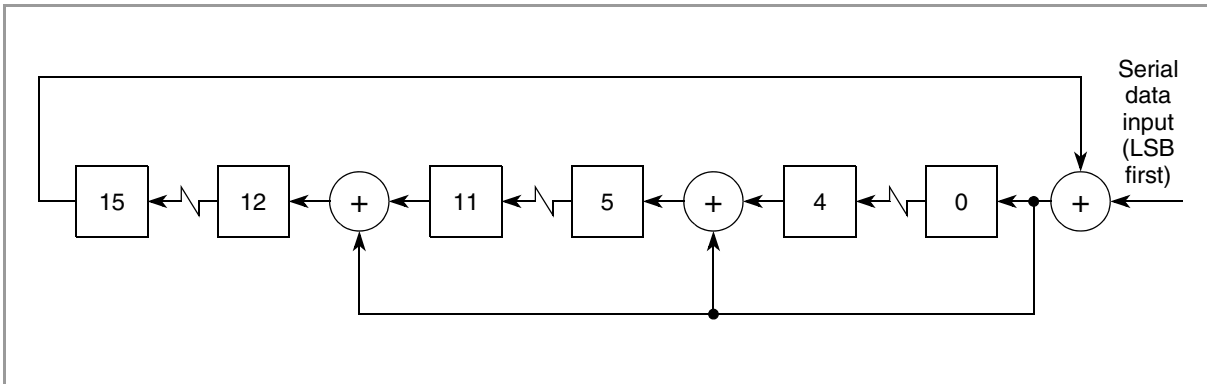 Serial
data
input
(LSB
first)
15 12 + 11 5 + 4 0 +